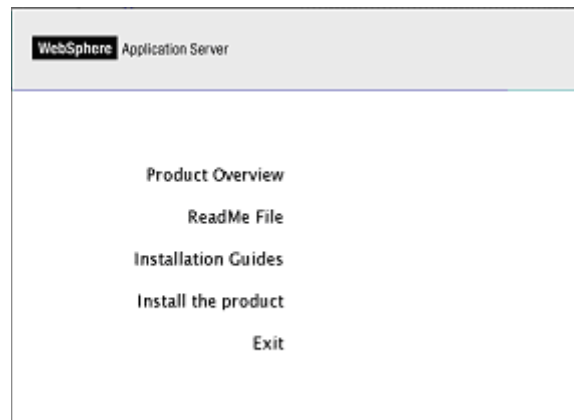 WebSphere Application Server
Product Overview
ReadMe File
Installation Guides
Install the product
Exit